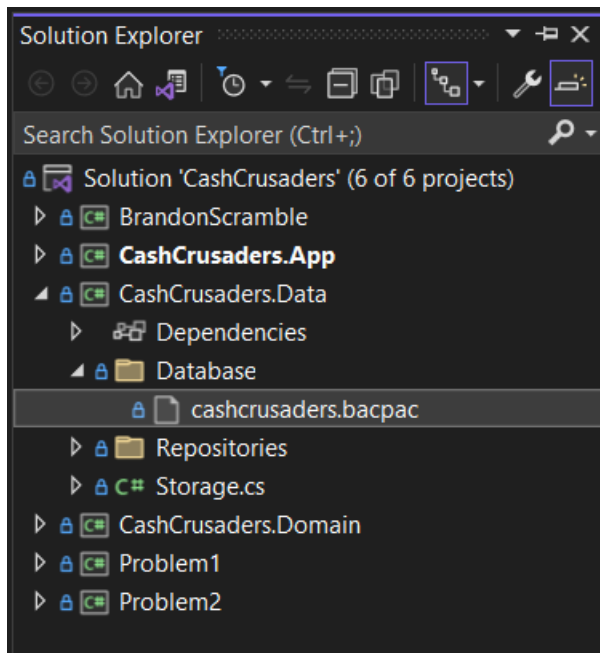 Solution Explorer
Search Solution Explorer (Ctrl+;)
Solution 'CashCrusaders' (6 of 6 projects)
C# BrandonScramble
C# CashCrusaders.App
C# CashCrusaders.Data
Dependencies
Database
cashcrusaders.bacpac
Repositories
C# Storage.cs
C# CashCrusaders.Domain
C# Problem1
C# Problem2